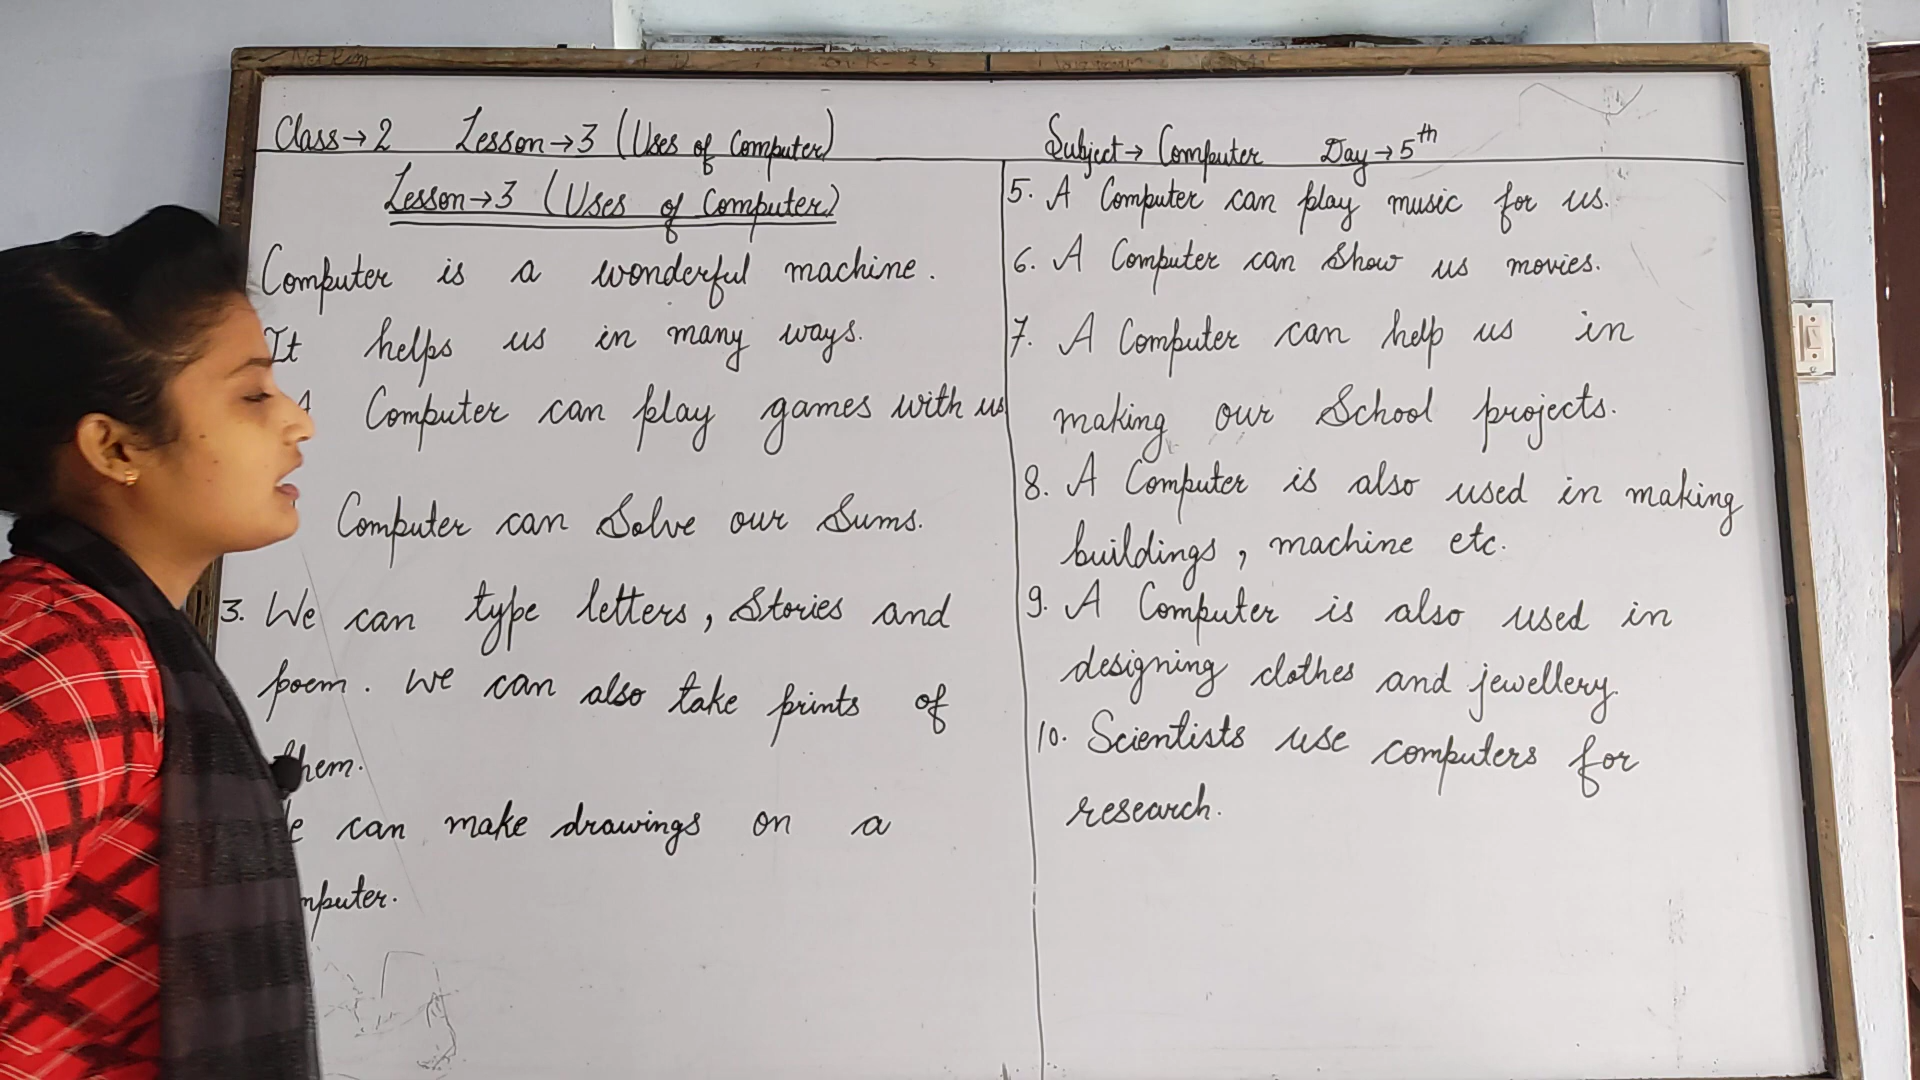 Class→2 Lesson→3 (Uses of Computer)
Subject→ Computer Day→5th
Lesson→3 (Uses of Computer)
Computer is a wonderful machine.
It helps us in many ways.
A Computer can play games with us
Computer can Solve our Sums.
3. We can type letters, Stories and
poem. We can also take prints of
them.
can make drawings on a
5. A Computer can play music for us.
6. A Computer can Show us movies.
7. A Computer can help us in
making our School projects.
8. A Computer is also used in making
buildings, machine etc.
9. A Computer is also used in
designing clothes and jewellery.
10. Scientists use computers for
research.